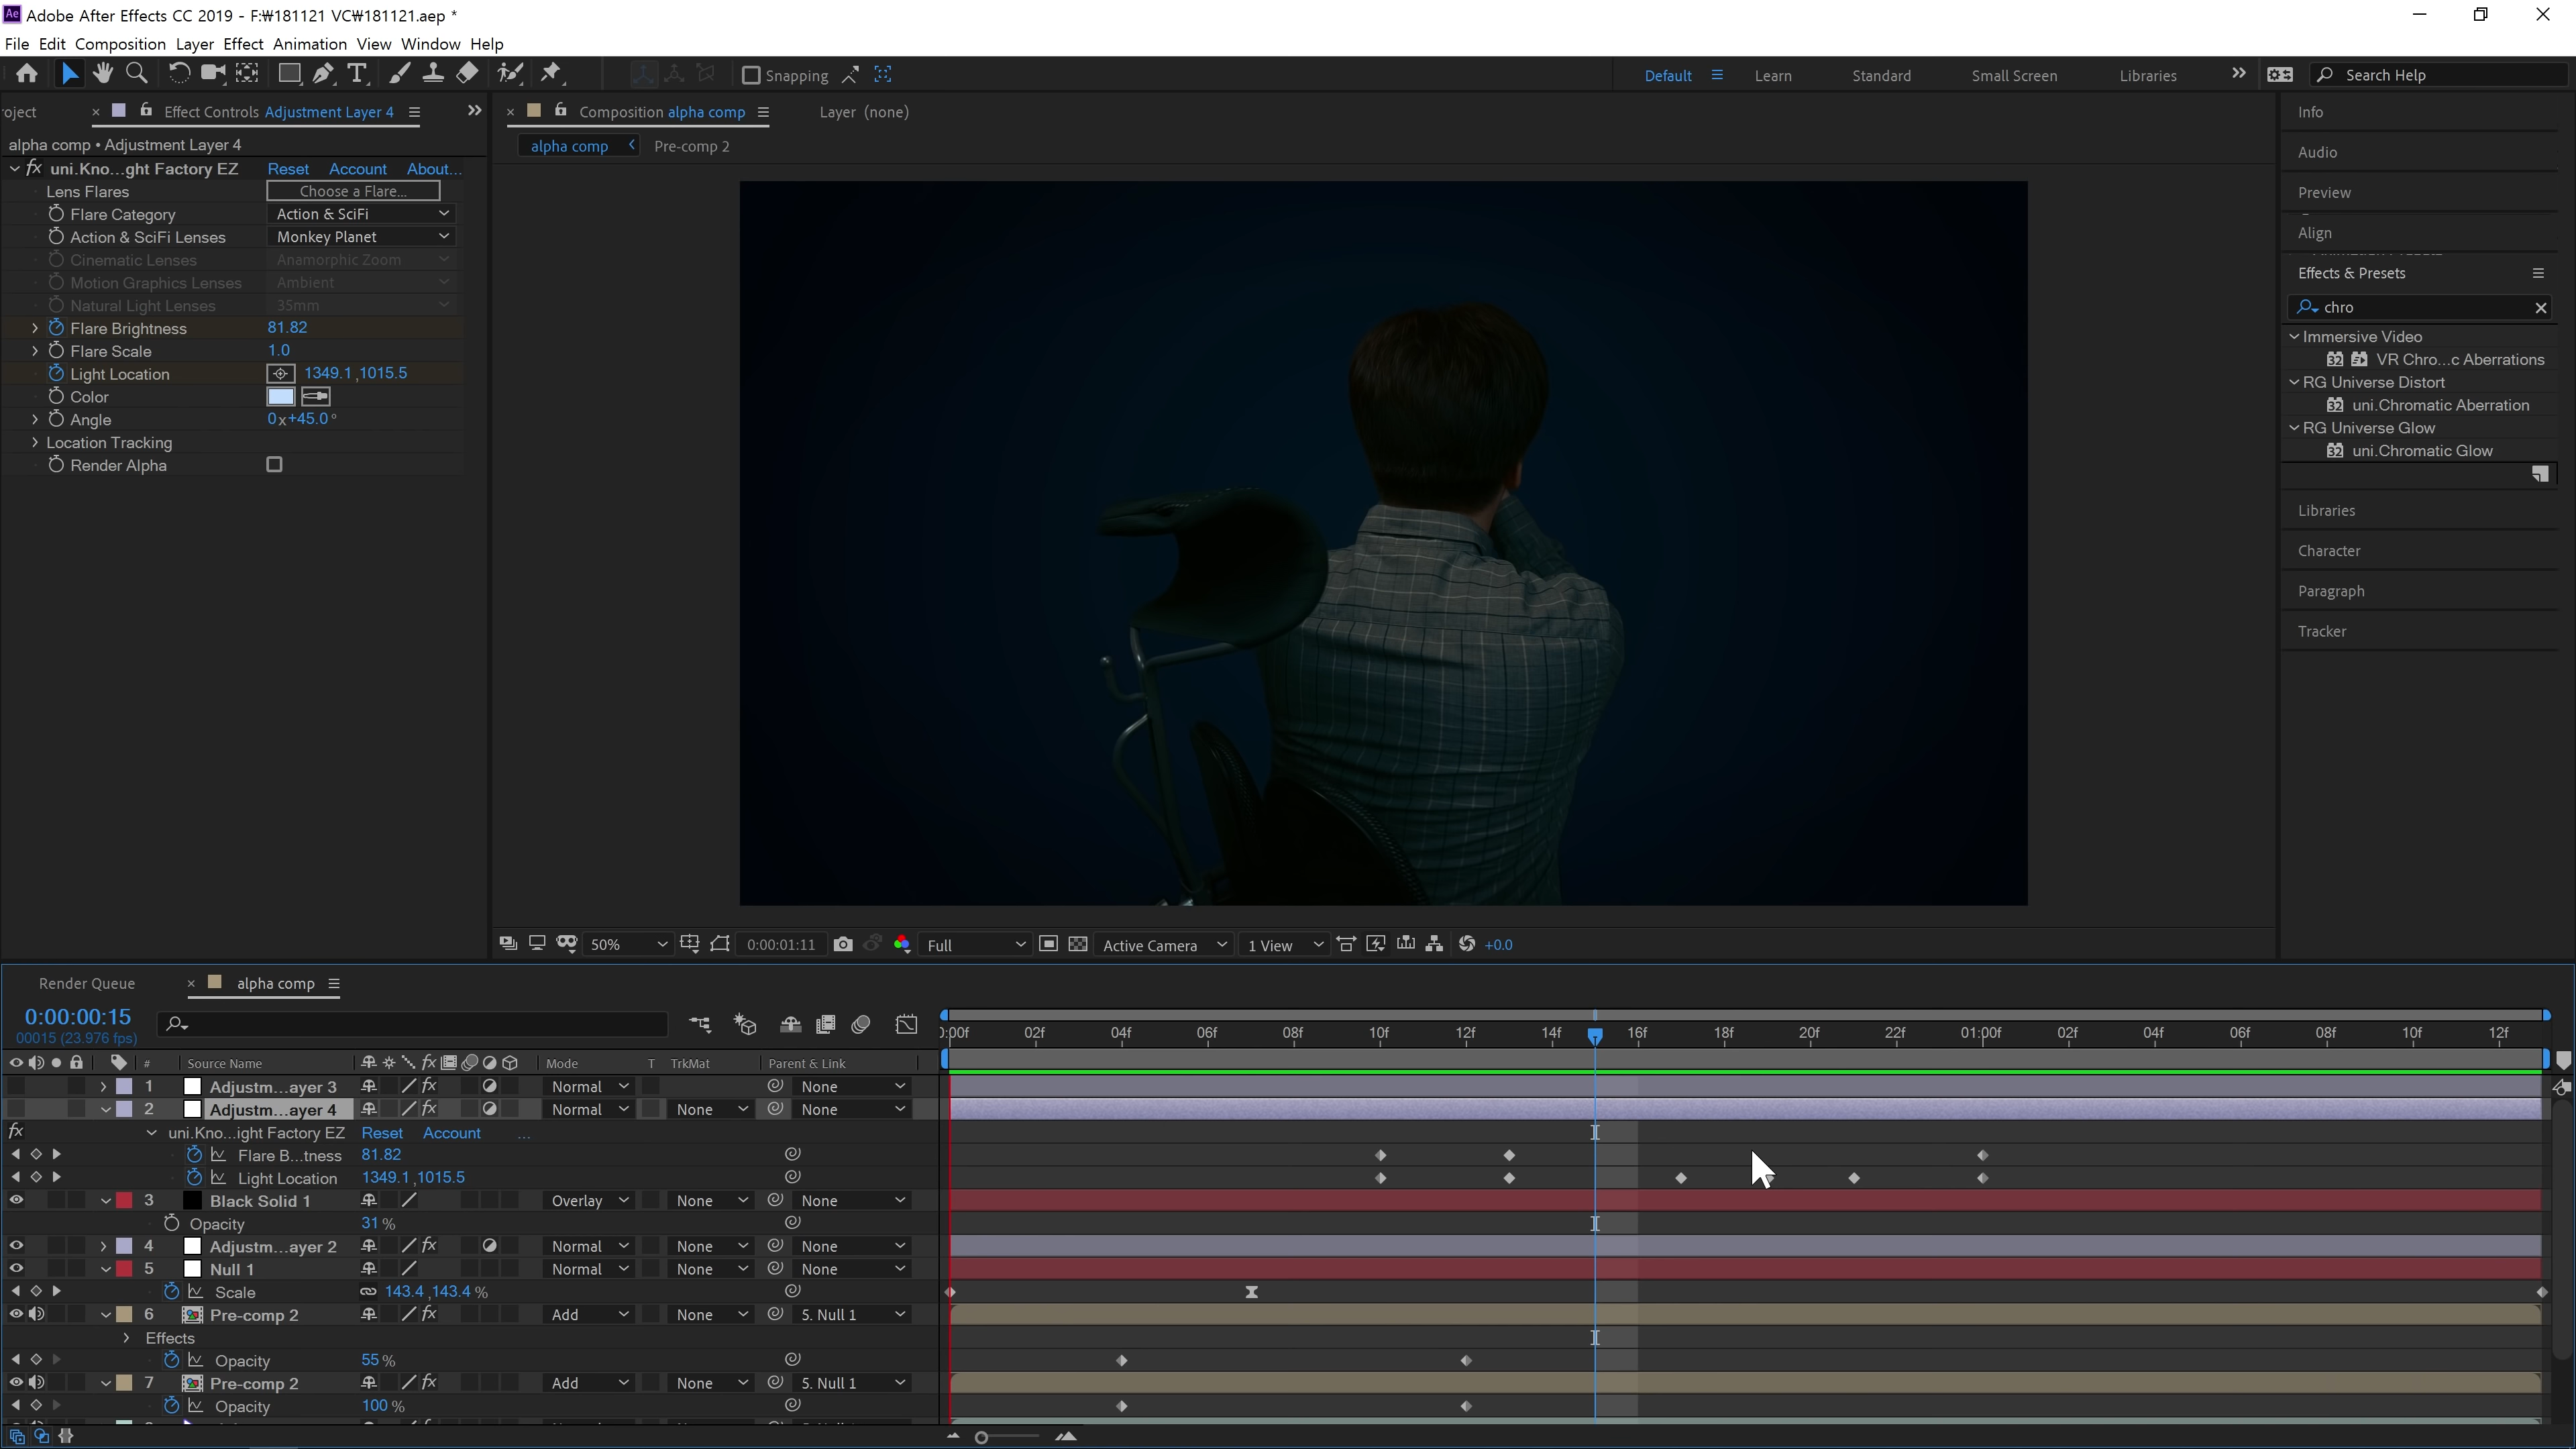 Ae Adobe After Effects CC 2019 - F:₩181121 VC₩181121.aep *
File Edit Composition Layer Effect Animation View Window Help
Snapping
Default Learn Standard Small Screen Libraries Search Help
oject Effect Controls Adjustment Layer 4
Composition alpha comp Layer (none)
alpha comp • Adjustment Layer 4
alpha comp Pre-comp 2
fx uni.Kno...ght Factory EZ Reset Account About...
Lens Flares Choose a Flare...
Flare Category Action & SciFi
Action & SciFi Lenses Monkey Planet
Cinematic Lenses Anamorphic Zoom
Motion Graphics Lenses Ambient
Natural Light Lenses 35mm
Flare Brightness 81.82
Flare Scale 1.0
Light Location 1349.1 ,1015.5
Color
Angle 0x+45.0°
Location Tracking
Render Alpha
Info
Audio
Preview
Align
Effects & Presets
chro
Immersive Video
32 VR Chro...c Aberrations
RG Universe Distort
32 uni.Chromatic Aberration
RG Universe Glow
32 uni.Chromatic Glow
Libraries
Character
Paragraph
Tracker
50% 0:00:01:11 Full Active Camera 1 View +0.0
Render Queue alpha comp
0:00:00:15
00015 (23.976 fps)
):00f 02f 04f 06f 08f 10f 12f 14f 16f 18f 20f 22f 01:00f 02f 04f 06f 08f 10f 12f
# Source Name fx Mode T TrkMat Parent & Link
1 Adjustm...ayer 3 fx Normal None
2 Adjustm...ayer 4 fx Normal None None
fx uni.Kno...ight Factory EZ Reset Account ...
Flare B...tness 81.82
Light Location 1349.1 ,1015.5
3 Black Solid 1 Overlay None None
Opacity 31 %
4 Adjustm...ayer 2 fx Normal None None
5 Null 1 Normal None None
Scale 143.4 ,143.4 %
6 Pre-comp 2 fx Add None 5. Null 1
Effects
Opacity 55 %
7 Pre-comp 2 fx Add None 5. Null 1
Opacity 100 %